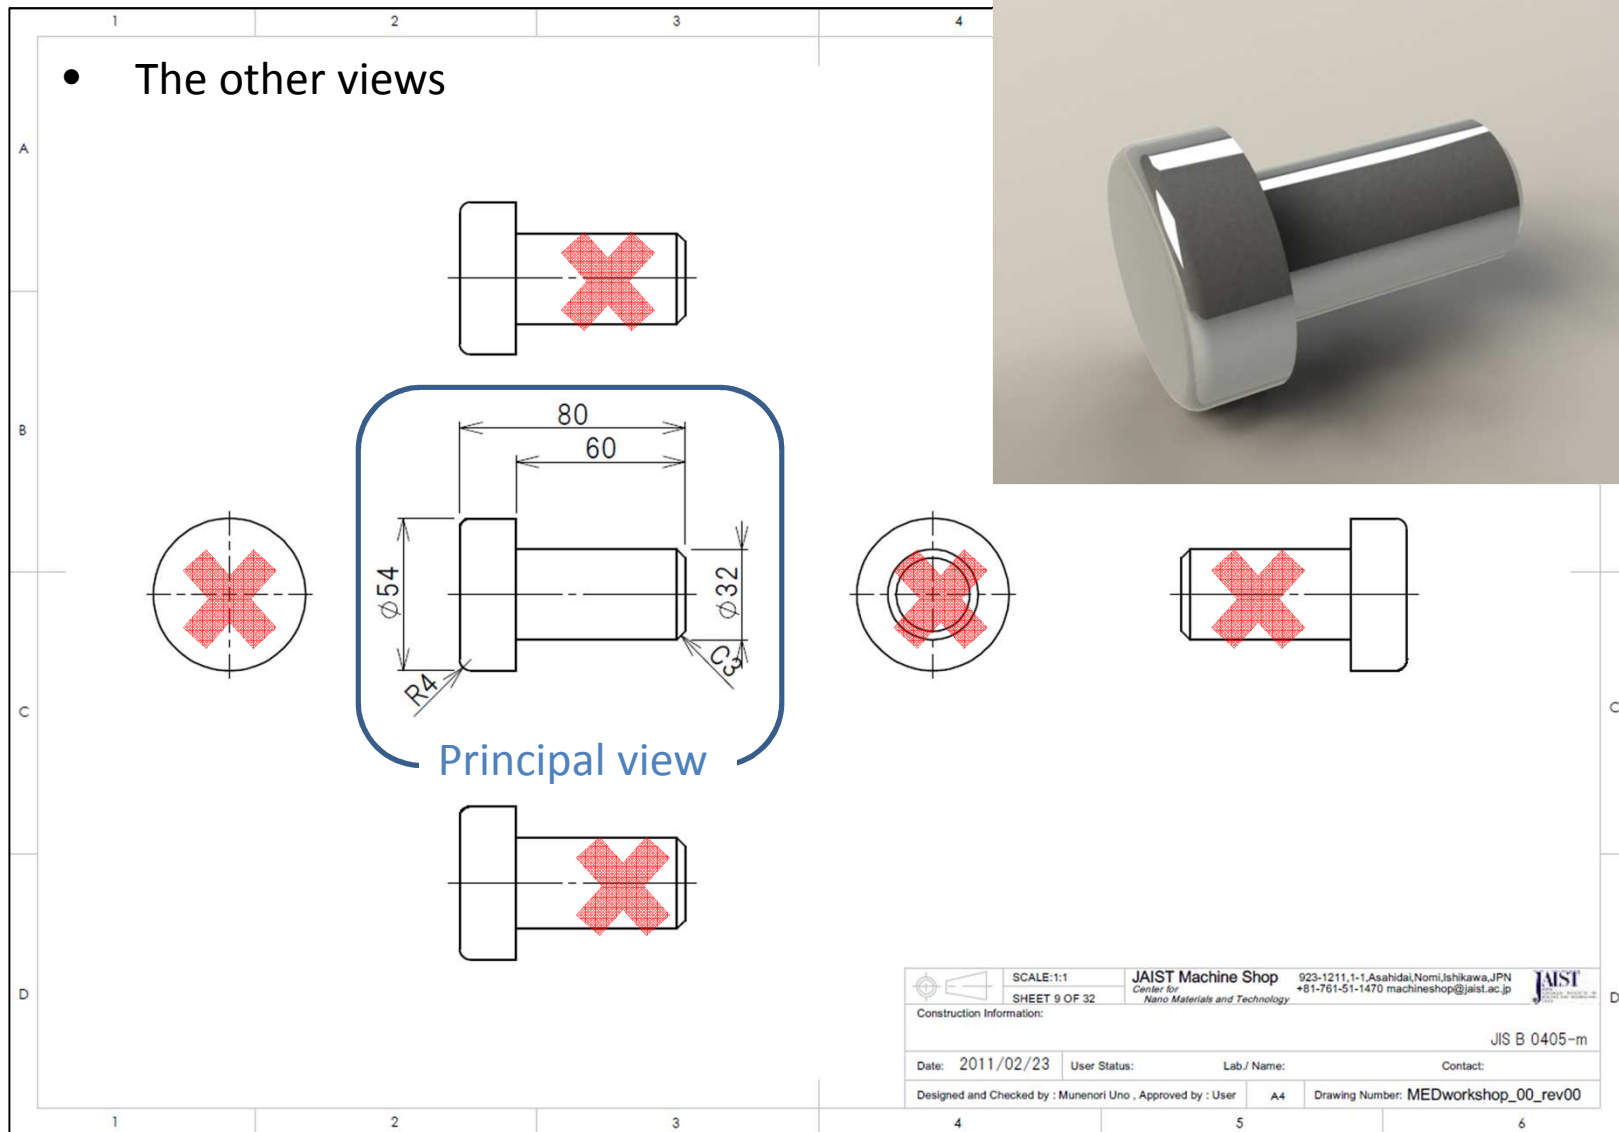 1 2 3 4
• The other views
A
B
80
60
⌀54
⌀32
R4
C3
C C
Principal view
D D
SCALE:1:1
SHEET 9 OF 32
JAIST Machine Shop
Center for
Nano Materials and Technology
923-1211,1-1,Asahidai,Nomi,Ishikawa,JPN
+81-761-51-1470 machineshop@jaist.ac.jp
JAIST
Construction Information:
JIS B 0405-m
Date: 2011/02/23 User Status: Lab./ Name: Contact:
Designed and Checked by : Munenori Uno , Approved by : User A4 Drawing Number: MEDworkshop_00_rev00
1 2 3 4 5 6